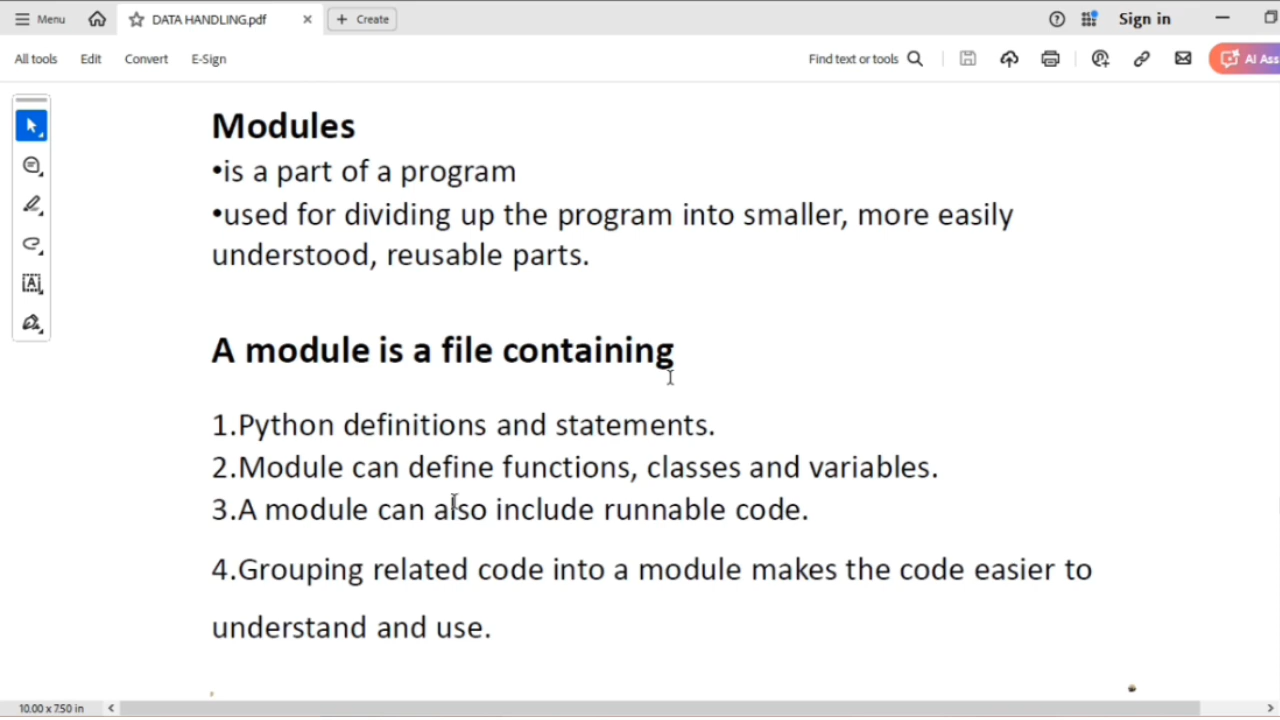 Menu
DATA HANDLING.pdf
Create
Sign in
All tools
Edit
Convert
E-Sign
Find text or tools
AI Ass
Modules
•is a part of a program
•used for dividing up the program into smaller, more easily
understood, reusable parts.
A module is a file containing
1.Python definitions and statements.
2.Module can define functions, classes and variables.
3.A module can also include runnable code.
4.Grouping related code into a module makes the code easier to
understand and use.
10.00 x 7.50 in